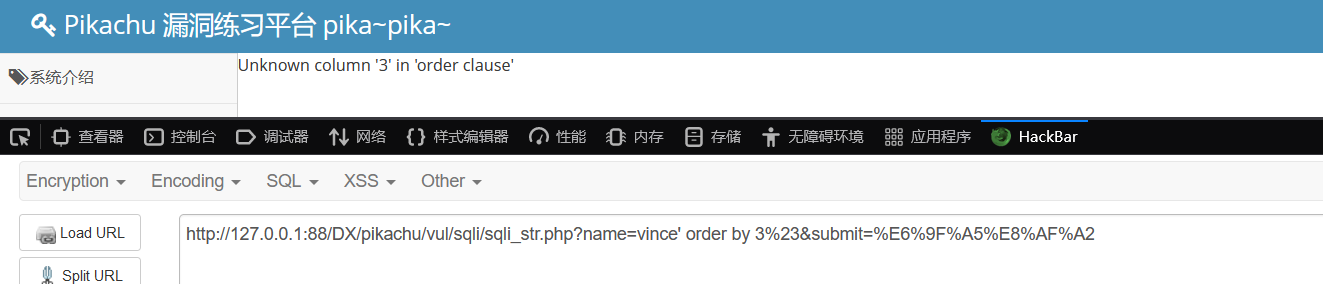 Pikachu 漏洞练习平台 pika~pika~
系统介绍
Unknown column '3' in 'order clause'
查看器 控制台 调试器 网络 样式编辑器 性能 内存 存储 无障碍环境 应用程序 HackBar
Encryption Encoding SQL XSS Other
Load URL
http://127.0.0.1:88/DX/pikachu/vul/sqli/sqli_str.php?name=vince' order by 3%23&submit=%E6%9F%A5%E8%AF%A2
Split URL